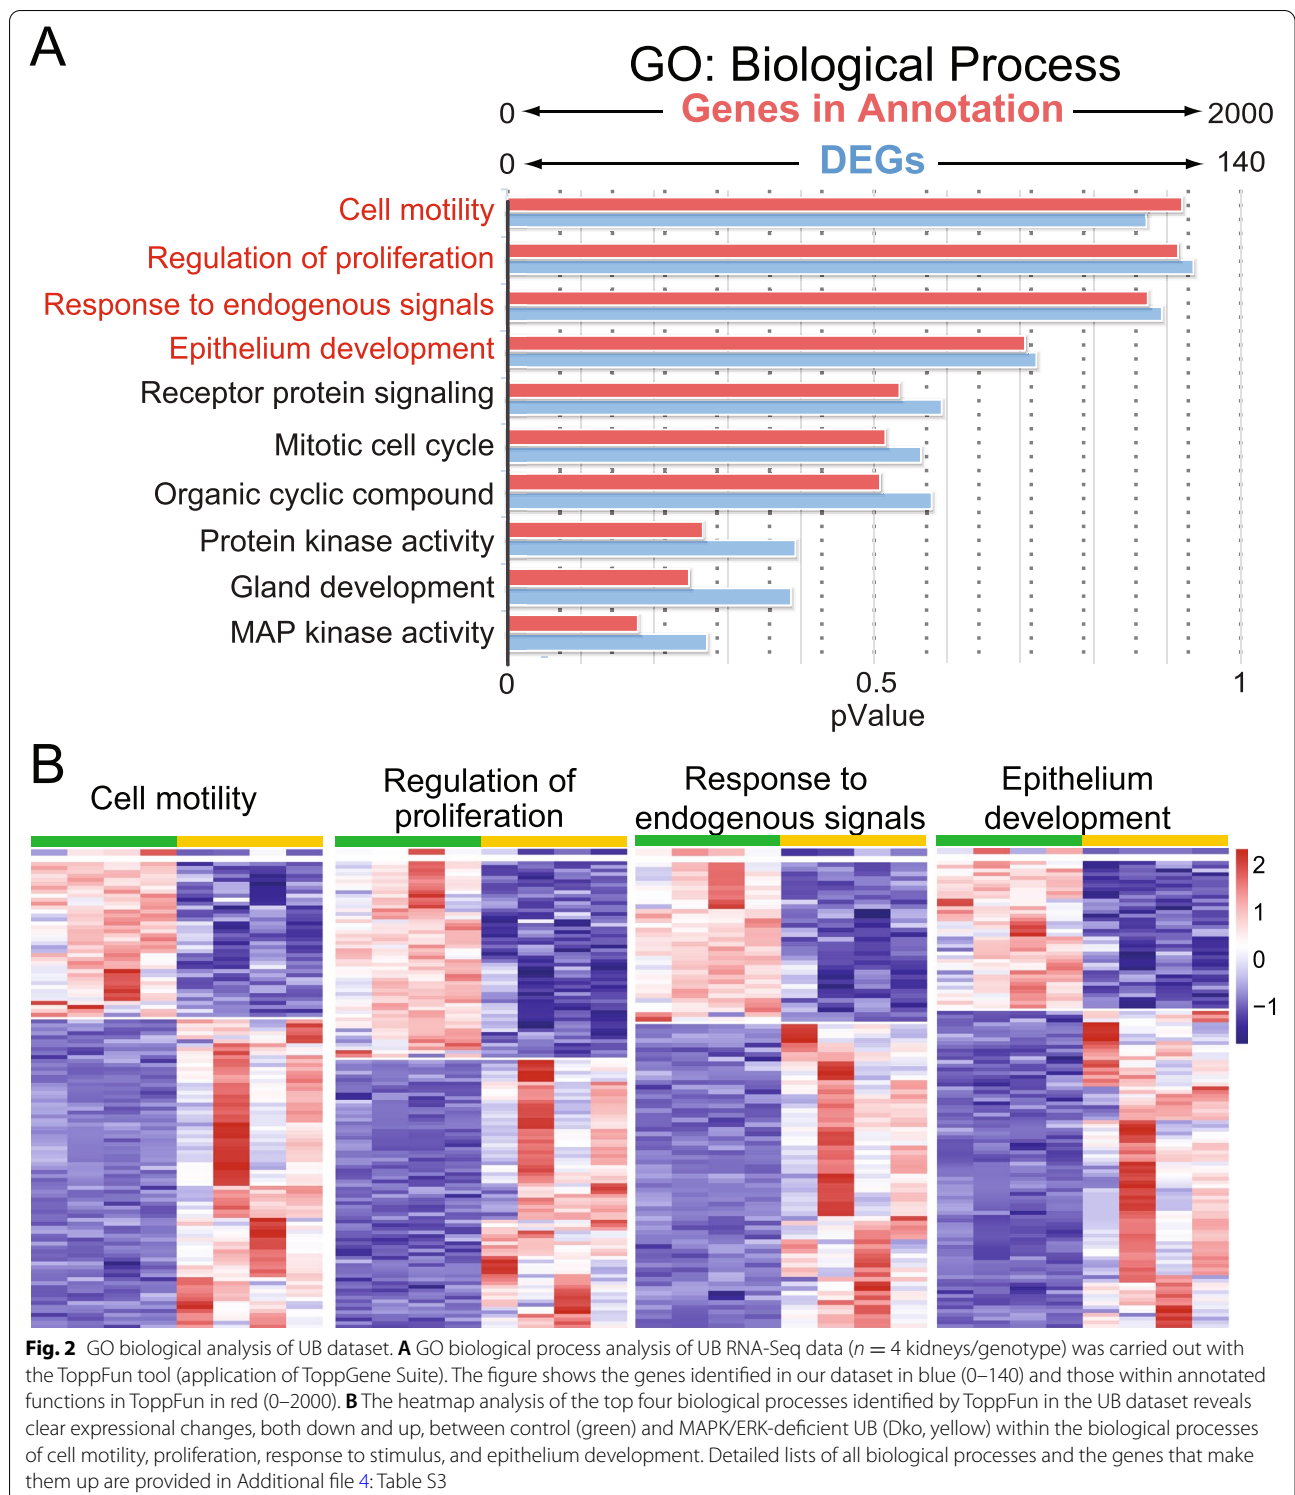 A
GO: Biological Process
0 Genes in Annotation 2000
0 DEGs 140
Cell motility
Regulation of proliferation
Response to endogenous signals
Epithelium development
Receptor protein signaling
Mitotic cell cycle
Organic cyclic compound
Protein kinase activity
Gland development
MAP kinase activity
0 0.5 1
pValue
B
Cell motility
Regulation of
proliferation
Response to
endogenous signals
Epithelium
development
2
1
0
−1
Fig. 2 GO biological analysis of UB dataset. A GO biological process analysis of UB RNA-Seq data (n = 4 kidneys/genotype) was carried out with
the ToppFun tool (application of ToppGene Suite). The figure shows the genes identified in our dataset in blue (0–140) and those within annotated
functions in ToppFun in red (0–2000). B The heatmap analysis of the top four biological processes identified by ToppFun in the UB dataset reveals
clear expressional changes, both down and up, between control (green) and MAPK/ERK-deficient UB (Dko, yellow) within the biological processes
of cell motility, proliferation, response to stimulus, and epithelium development. Detailed lists of all biological processes and the genes that make
them up are provided in Additional file 4: Table S3